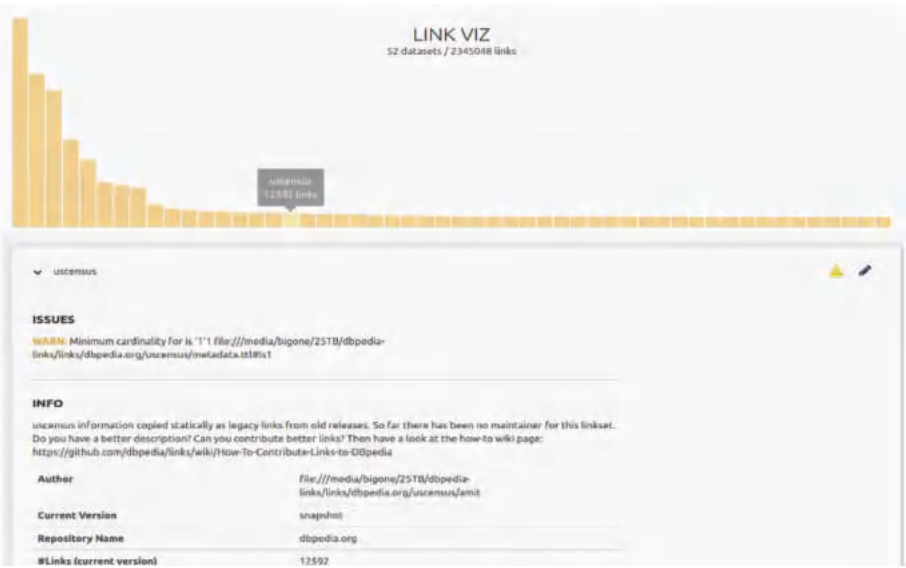 LINK VIZ
52 datasets / 2345048 links
uscensus
12592 links
uscensus
ISSUES
WARN: Minimum cardinality for is '1'1 file:///media/bigone/25TB/dbpedia-
links/links/dbpedia.org/uscensus/metadata.ttl#ls1
INFO
uscensus information copied statically as legacy links from old releases. So far there has been no maintainer for this linkset.
Do you have a better description? Can you contribute better links? Then have a look at the how-to wiki page:
https://github.com/dbpedia/links/wiki/How-To-Contribute-Links-to-DBpedia
Author file:///media/bigone/25TB/dbpedia-
links/links/dbpedia.org/uscensus/amit
Current Version snapshot
Repository Name dbpedia.org
#Links (current version) 12592